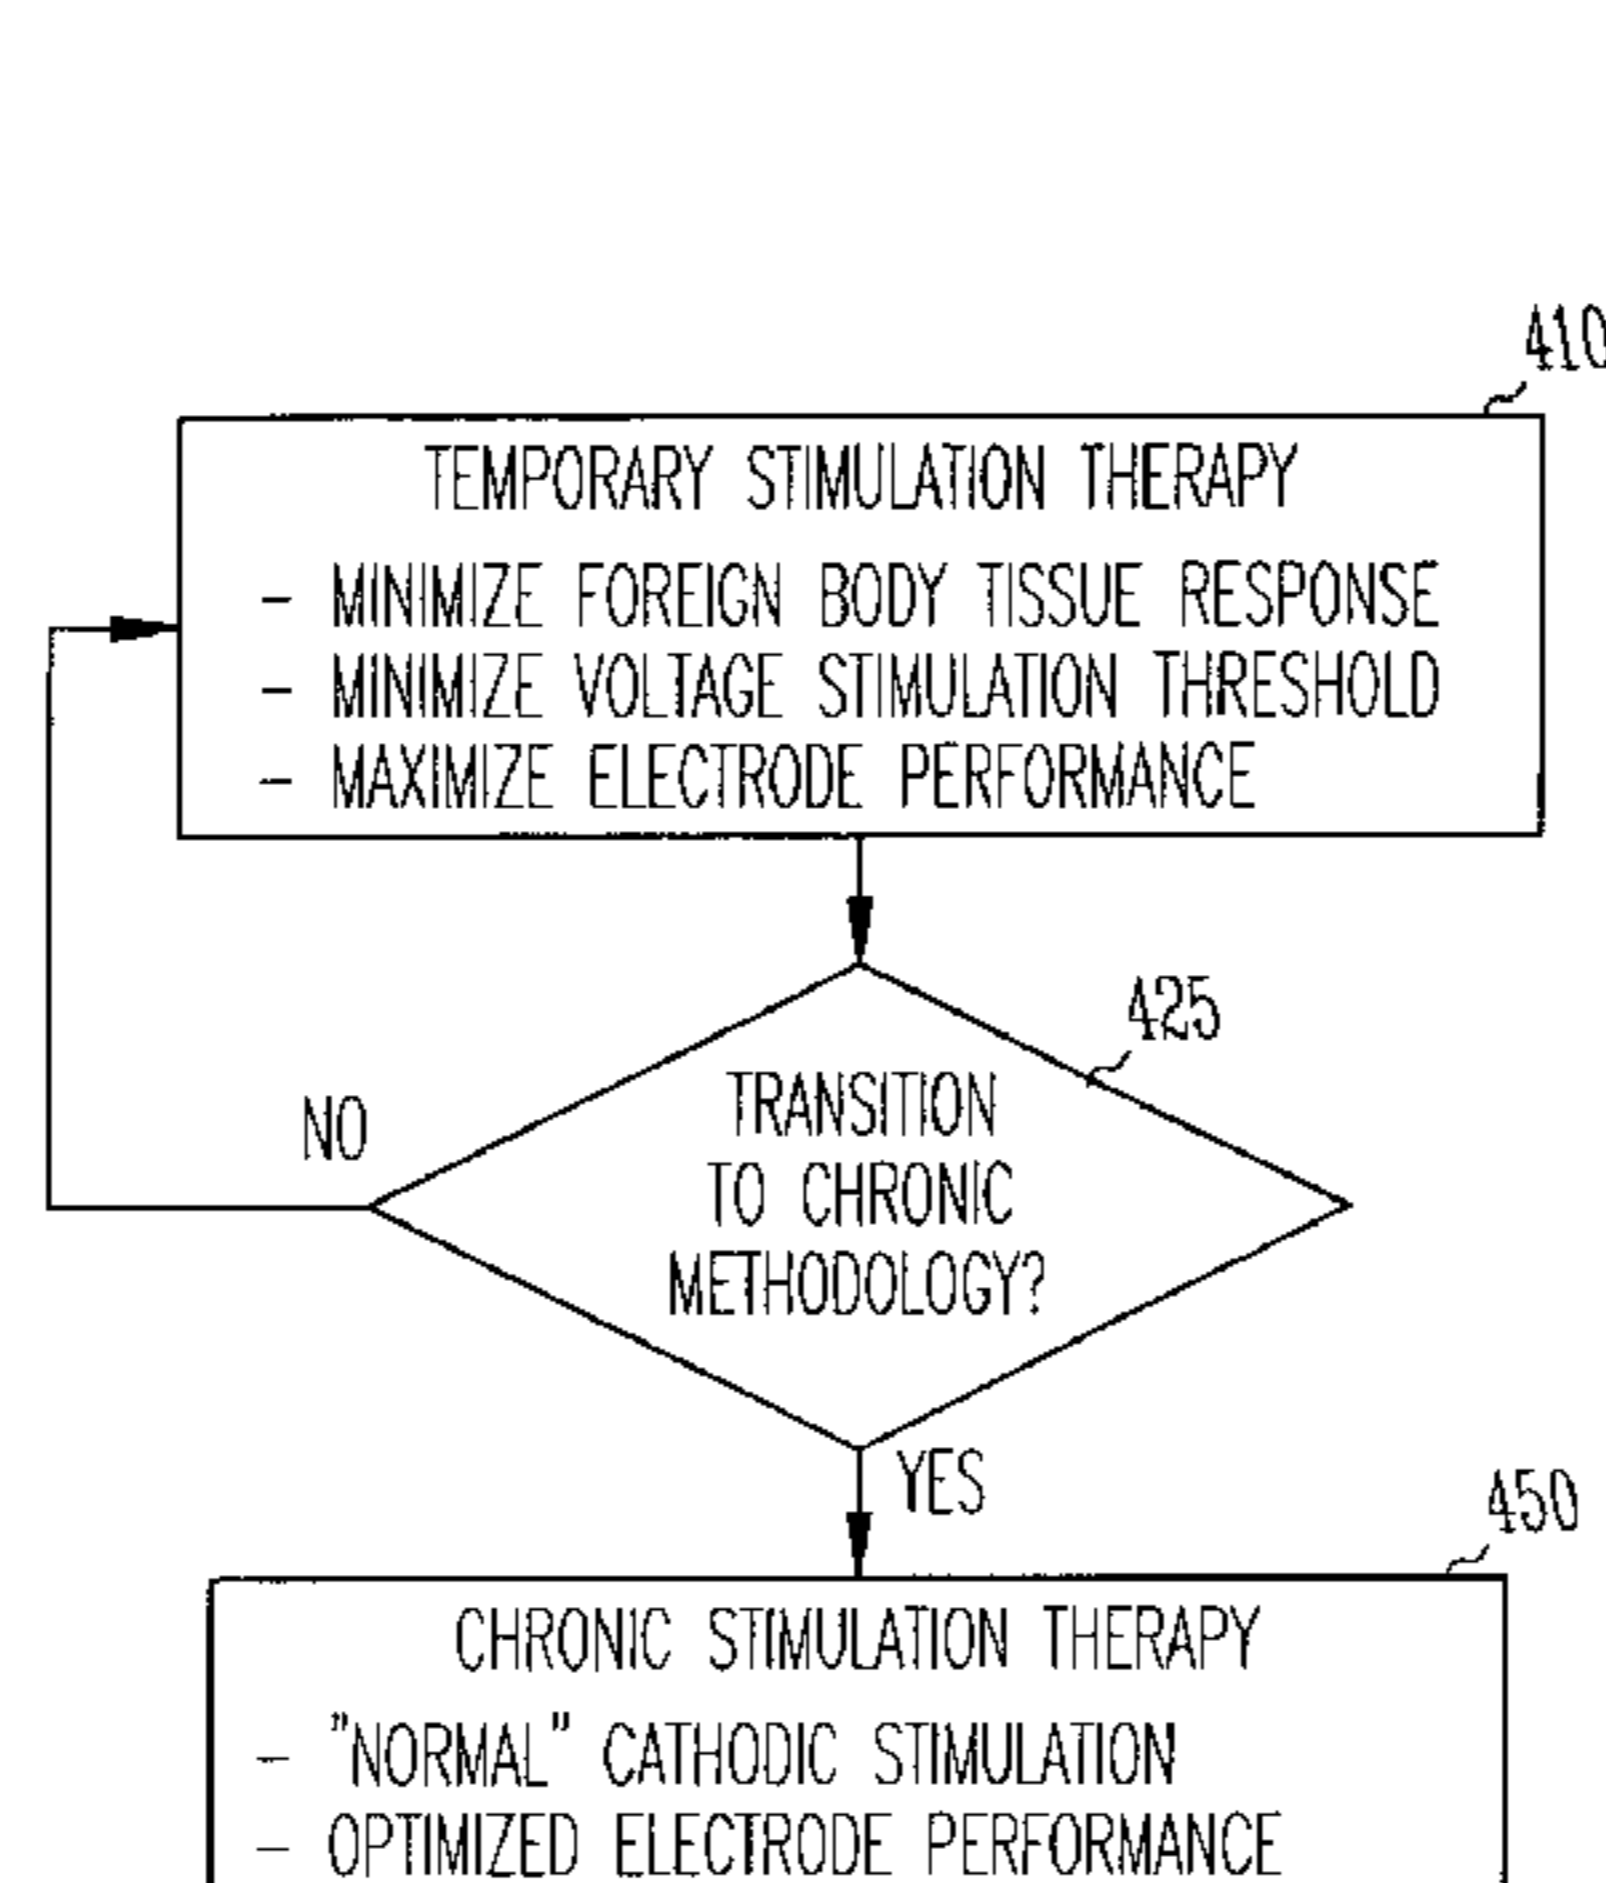 410
TEMPORARY STIMULATION THERAPY
- MINIMIZE FOREIGN BODY TISSUE RESPONSE
- MINIMIZE VOLTAGE STIMULATION THRESHOLD
- MAXIMIZE ELECTRODE PERFORMANCE
425
TRANSITION
TO CHRONIC
METHODOLOGY?
NO
YES
450
CHRONIC STIMULATION THERAPY
- "NORMAL" CATHODIC STIMULATION
- OPTIMIZED ELECTRODE PERFORMANCE